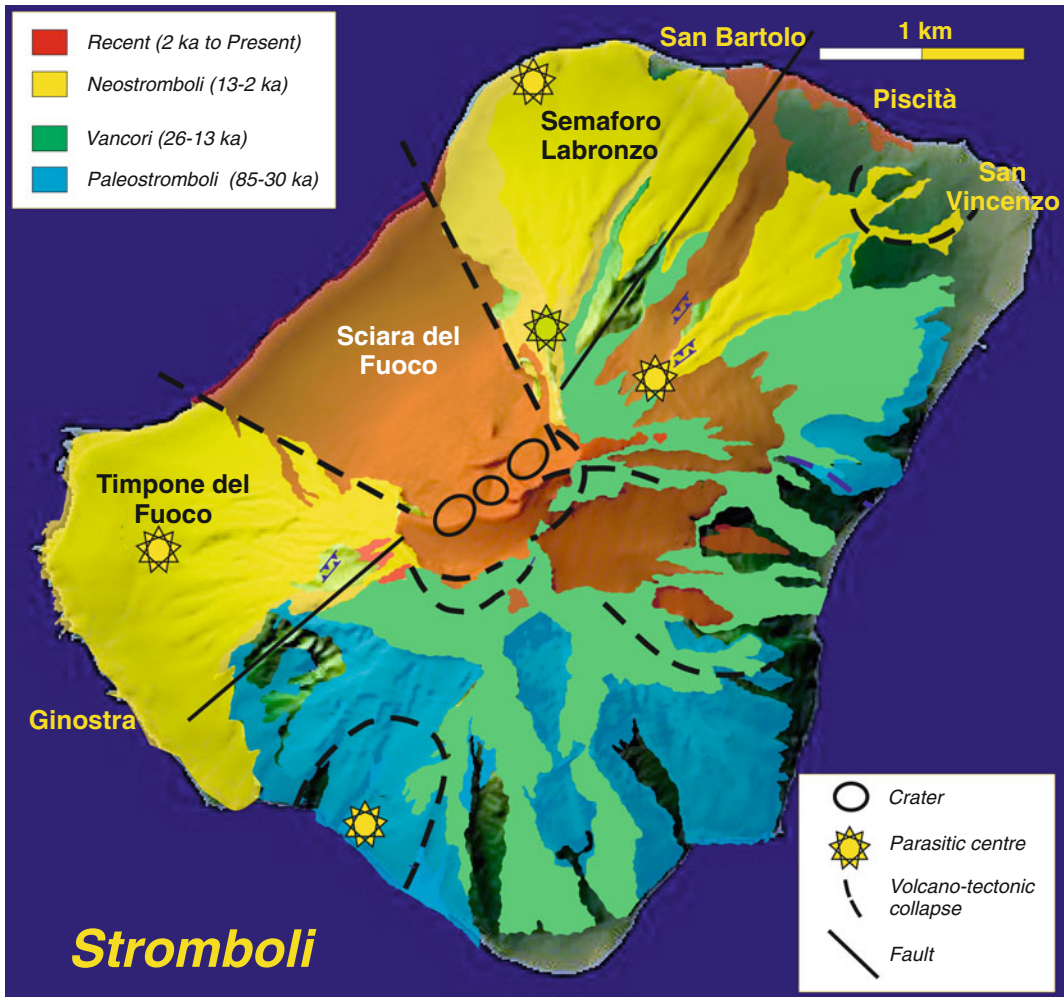 Recent (2 ka to Present)
Neostromboli (13-2 ka)
Vancori (26-13 ka)
Paleostromboli (85-30 ka)
San Bartolo
1 km
Piscità
Semaforo
Labronzo
San
Vincenzo
Sciara del
Fuoco
Timpone del
Fuoco
Ginostra
Stromboli
Crater
Parasitic centre
Volcano-tectonic
collapse
Fault